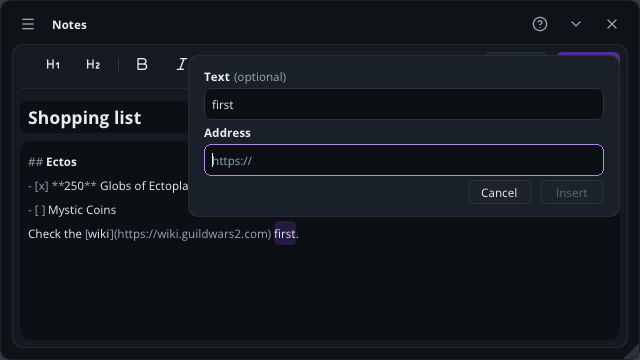 Notes
H1 H2 B I
Text (optional)
first
Address
https://
Cancel Insert
Shopping list
## Ectos
- [x] **250** Globs of Ectopla
- [ ] Mystic Coins
Check the [wiki](https://wiki.guildwars2.com) first.